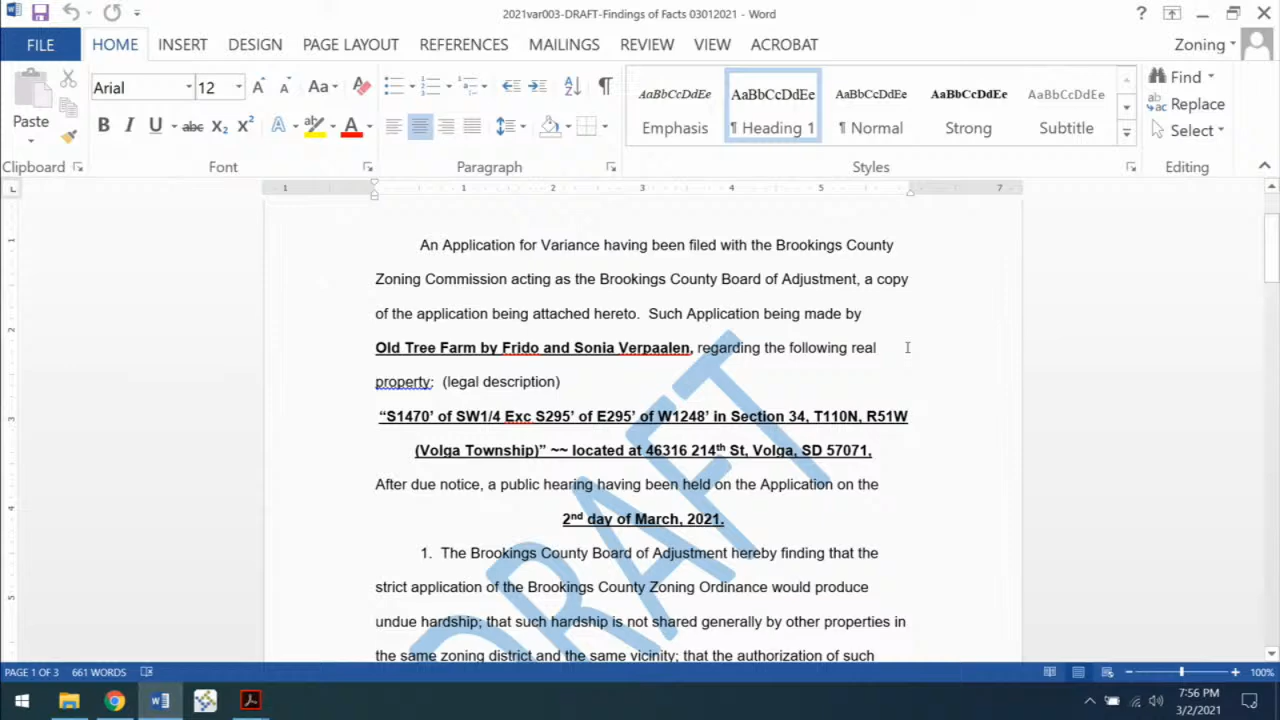 2021var003-DRAFT-Findings of Facts 03012021 - Word
FILE HOME INSERT DESIGN PAGE LAYOUT REFERENCES MAILINGS REVIEW VIEW ACROBAT Zoning
Arial 12
Paste
AaBbCcDdEe AaBbCcDdEe AaBbCcDdEe AaBbCcDdEe AaBbCcDdEe
Emphasis ¶ Heading 1 ¶ Normal Strong Subtitle
Find
Replace
Select
Clipboard Font Paragraph Styles Editing
1 1 2 3 4 5 7
An Application for Variance having been filed with the Brookings County
Zoning Commission acting as the Brookings County Board of Adjustment, a copy
of the application being attached hereto. Such Application being made by
Old Tree Farm by Frido and Sonia Verpaalen, regarding the following real
property: (legal description)
“S1470’ of SW1/4 Exc S295’ of E295’ of W1248’ in Section 34, T110N, R51W
(Volga Township)” ~~ located at 46316 214th St, Volga, SD 57071,
After due notice, a public hearing having been held on the Application on the
2nd day of March, 2021.
1. The Brookings County Board of Adjustment hereby finding that the
strict application of the Brookings County Zoning Ordinance would produce
undue hardship; that such hardship is not shared generally by other properties in
the same zoning district and the same vicinity; that the authorization of such
DRAFT
PAGE 1 OF 3 661 WORDS 100%
7:56 PM
3/2/2021